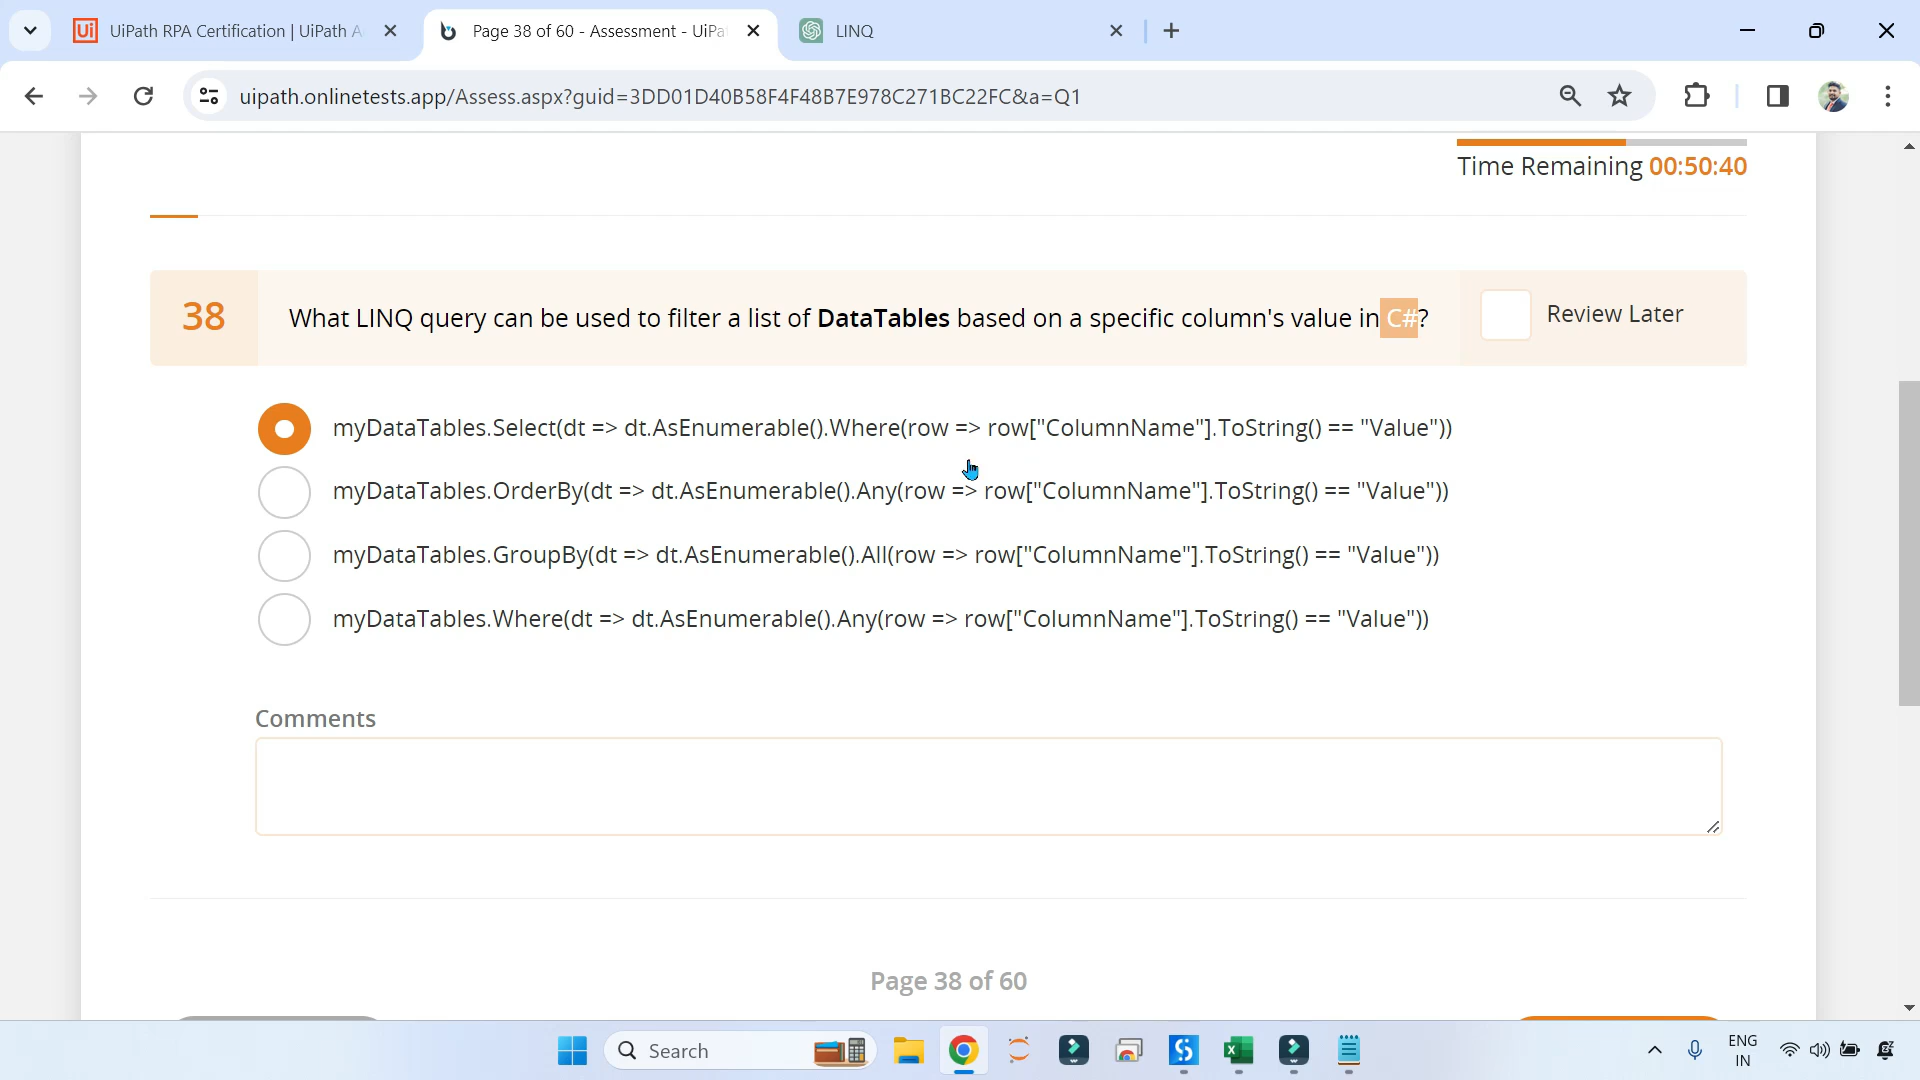 UiPath RPA Certification | UiPath A
Page 38 of 60 - Assessment - UiPa
LINQ
uipath.onlinetests.app/Assess.aspx?guid=3DD01D40B58F4F48B7E978C271BC22FC&a=Q1
Time Remaining 00:50:40
38
What LINQ query can be used to filter a list of DataTables based on a specific column's value in C#?
Review Later
myDataTables.Select(dt => dt.AsEnumerable().Where(row => row["ColumnName"].ToString() == "Value"))
myDataTables.OrderBy(dt => dt.AsEnumerable().Any(row => row["ColumnName"].ToString() == "Value"))
myDataTables.GroupBy(dt => dt.AsEnumerable().All(row => row["ColumnName"].ToString() == "Value"))
myDataTables.Where(dt => dt.AsEnumerable().Any(row => row["ColumnName"].ToString() == "Value"))
Comments
Page 38 of 60
Search
ENG
IN